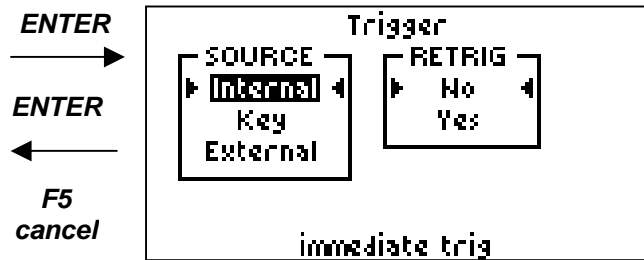 ENTER
ENTER
F5
cancel
Trigger
SOURCE
Internal
Key
External
RETRIG
No
Yes
immediate trig